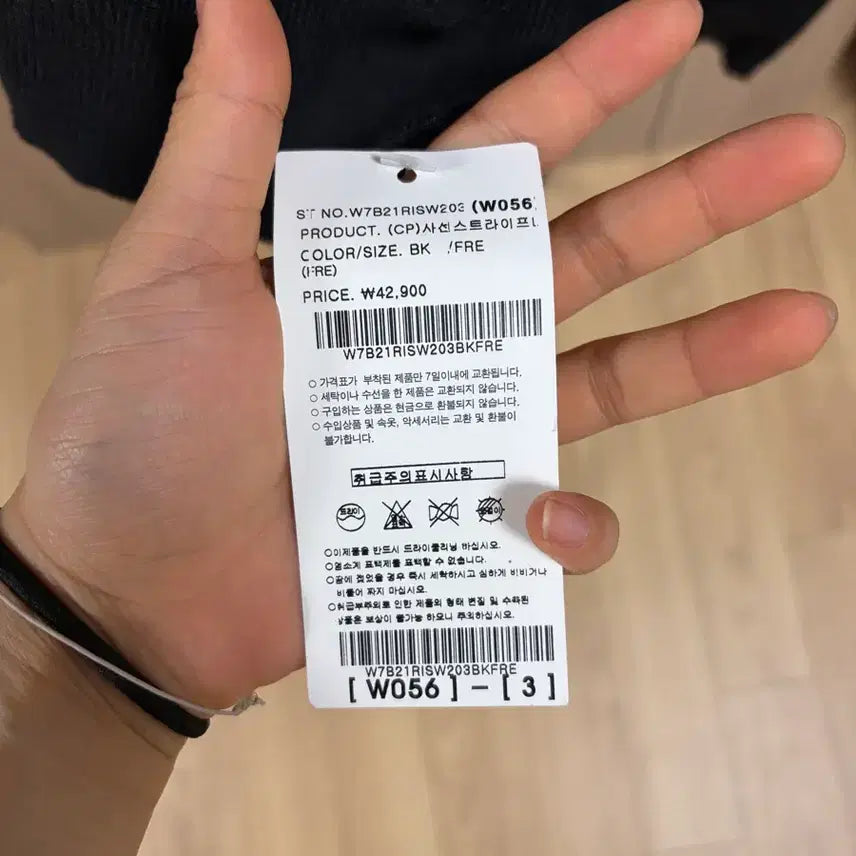 ST NO.W7B21RISW203 (W056
PRODUCT. (CP)사선스트라이프
COLOR/SIZE. BK /FRE
(FRE)
PRICE. ₩42,900
W7B21RISW203BKFRE
○ 가격표가 부착된 제품만 7일이내에 교환됩니다.
○ 세탁이나 수선을 한 제품은 교환되지 않습니다.
○ 구입하는 상품은 현금으로 환불되지 않습니다.
○ 수입상품 및 속옷, 악세서리는 교환 및 환불이
불가합니다.
취급주의표시사항
드라이
염소
○이제품을 반드시 드라이클리닝 바십시오.
○염소계 표택제를 표택할 수 없습니다.
○땀에 젖었을 경우 즉시 세탁하시고 심하게 비비거나
비틀어 짜지 마십시오.
○취급부주의로 인한 제품의 형태 변질 및 수축된
상품은 보상이 불가능 하오니 주의하십시오.
W7B21RISW203BKFRE
[ W056 ] - [ 3 ]